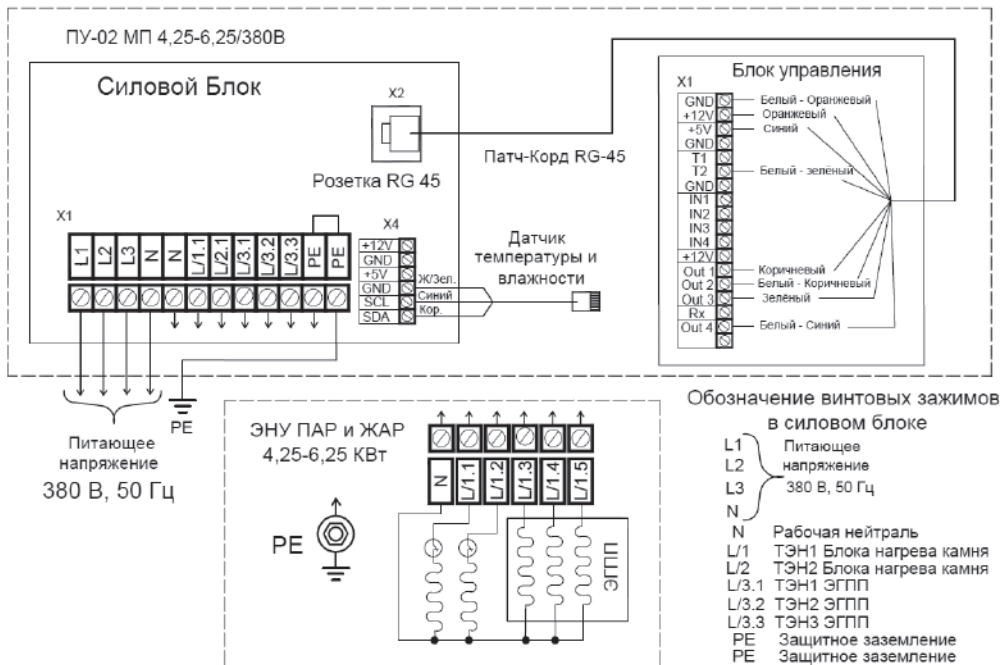 ПУ-02 МП 4,25-6,25/380В
Силовой Блок
X2
Розетка RG 45
Патч-Корд RG-45
X1
L1
L2
L3
N
N
L/1.1
L/2.1
L/3.1
L/3.2
L/3.3
PE
PE
X4
+12V
GND
+5V
GND
SCL
SDA
Ж/Зел.
Синий
Кор.
Датчик
температуры и
влажности
Блок управления
X1
GND
+12V
+5V
GND
T1
T2
GND
IN1
IN2
IN3
IN4
+12V
Out 1
Out 2
Out 3
Rx
Out 4
Белый - Оранжевый
Оранжевый
Синий
Белый - зелёный
Коричневый
Белый - Коричневый
Зелёный
Белый - Синий
Питающее
напряжение
380 В, 50 Гц
PE
ЭНУ ПАР и ЖАР
4,25-6,25 КВт
PE
N
L/1.1
L/1.2
L/1.3
L/1.4
L/1.5
ЭГПП
Обозначение винтовых зажимов
в силовом блоке
L1 Питающее
L2 напряжение
L3 380 В, 50 Гц
N
N Рабочая нейтраль
L/1 ТЭН1 Блока нагрева камня
L/2 ТЭН2 Блока нагрева камня
L/3.1 ТЭН1 ЭГПП
L/3.2 ТЭН2 ЭГПП
L/3.3 ТЭН3 ЭГПП
PE Защитное заземление
PE Защитное заземление